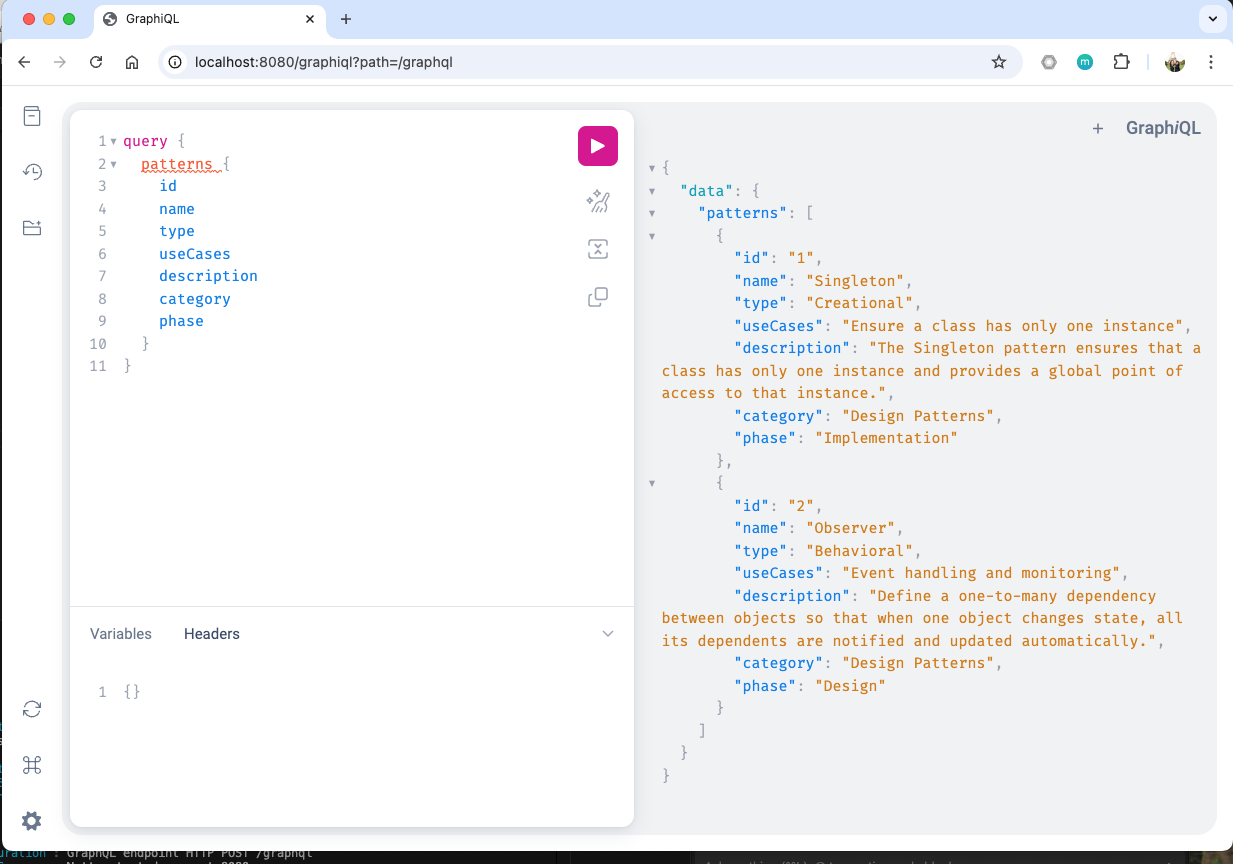 GraphiQL
localhost:8080/graphiql?path=/graphql
m
1 query {
2 patterns {
3 id
4 name
5 type
6 useCases
7 description
8 category
9 phase
10 }
11 }
Variables Headers
1 {}
+ GraphiQL
{
"data": {
"patterns": [
{
"id": "1",
"name": "Singleton",
"type": "Creational",
"useCases": "Ensure a class has only one instance",
"description": "The Singleton pattern ensures that a
class has only one instance and provides a global point of
access to that instance.",
"category": "Design Patterns",
"phase": "Implementation"
},
{
"id": "2",
"name": "Observer",
"type": "Behavioral",
"useCases": "Event handling and monitoring",
"description": "Define a one-to-many dependency
between objects so that when one object changes state, all
its dependents are notified and updated automatically.",
"category": "Design Patterns",
"phase": "Design"
}
]
}
}
uration : GraphQL endpoint HTTP POST /graphql